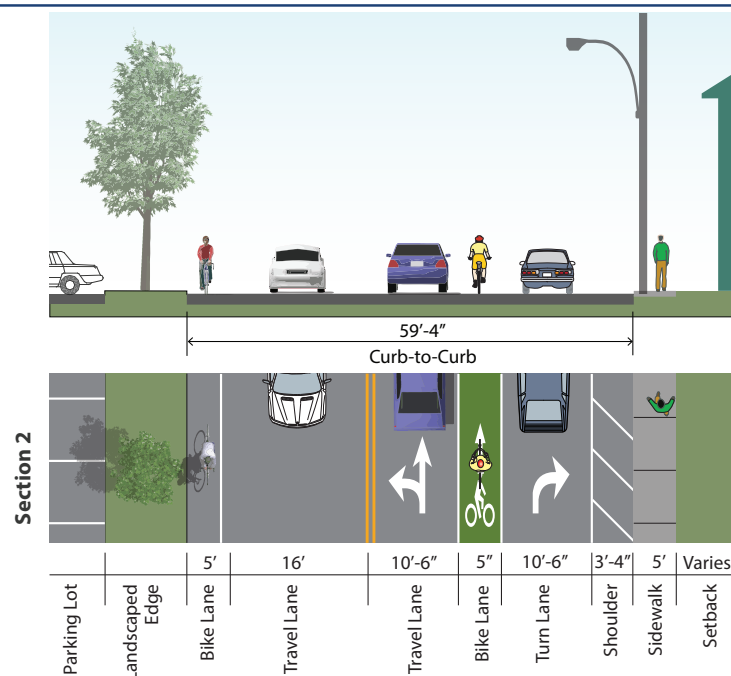 59’-4”
Curb-to-Curb
Section 2
5’
16’
10’-6”
5”
10’-6”
3’-4”
5’
Varies
Parking Lot
Landscaped
Edge
Bike Lane
Travel Lane
Travel Lane
Bike Lane
Turn Lane
Shoulder
Sidewalk
Setback